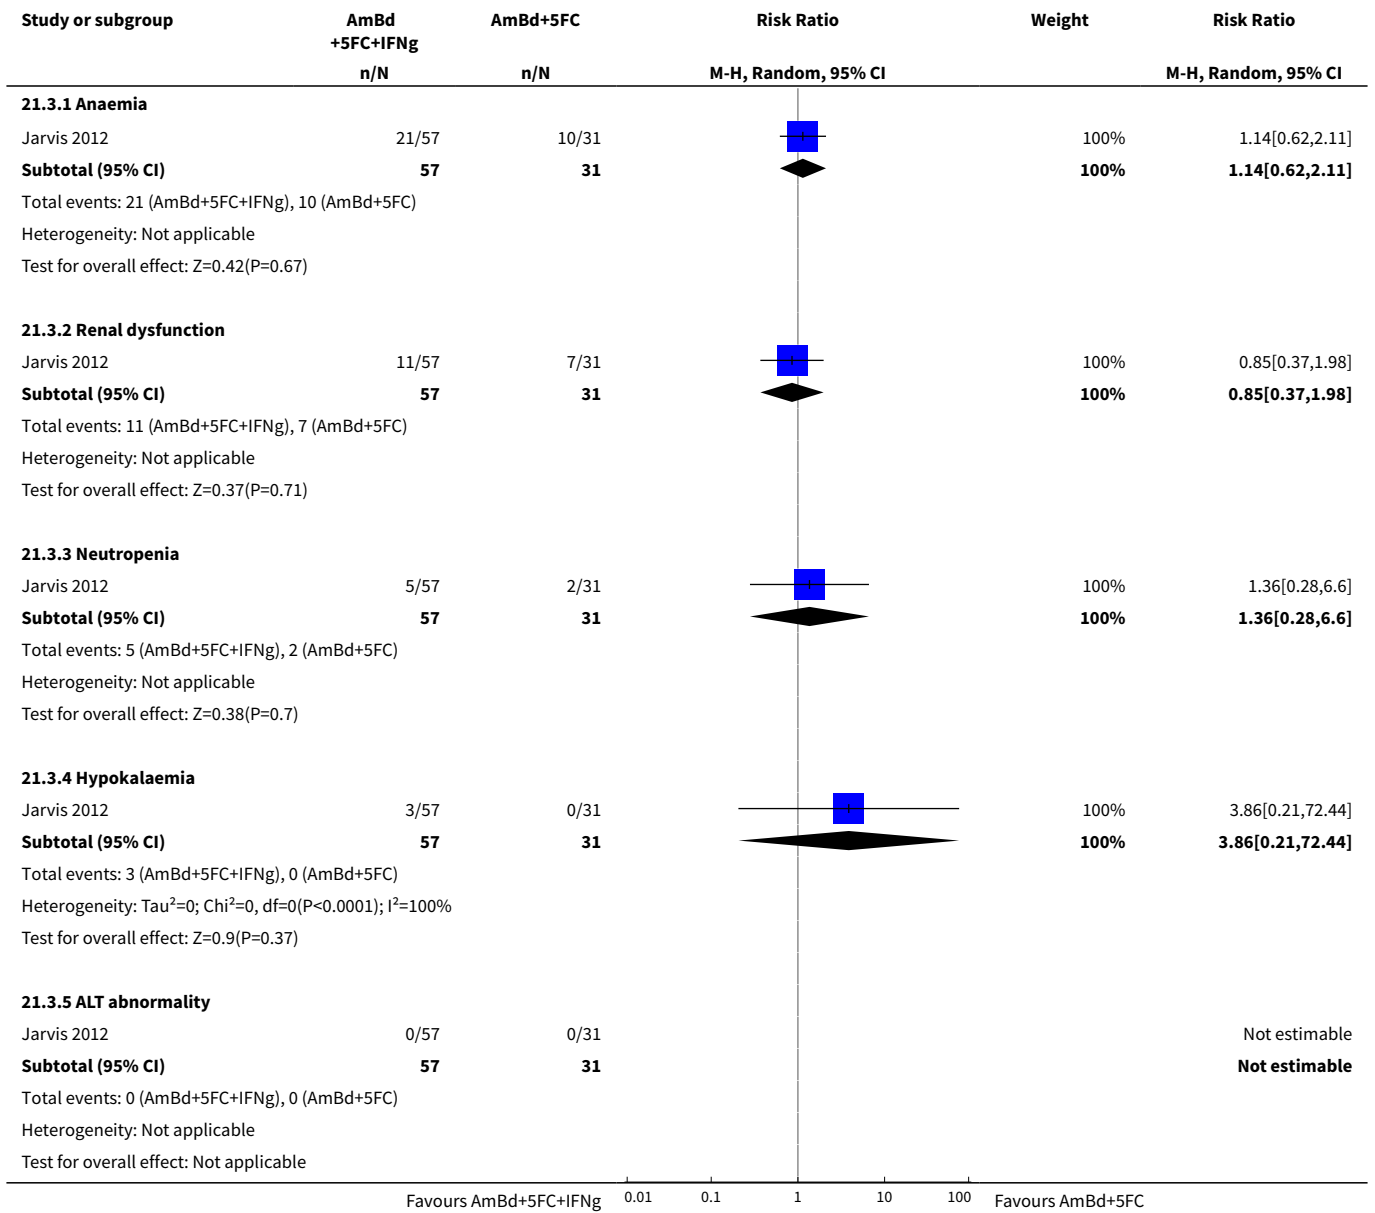 Study or subgroup AmBd +5FC+IFNg AmBd+5FC Risk Ratio Weight Risk Ratio
n/N n/N M-H, Random, 95% CI M-H, Random, 95% CI
21.3.1 Anaemia
Jarvis 2012 21/57 10/31 100% 1.14[0.62,2.11]
Subtotal (95% CI) 57 31 100% 1.14[0.62,2.11]
Total events: 21 (AmBd+5FC+IFNg), 10 (AmBd+5FC)
Heterogeneity: Not applicable
Test for overall effect: Z=0.42(P=0.67)
21.3.2 Renal dysfunction
Jarvis 2012 11/57 7/31 100% 0.85[0.37,1.98]
Subtotal (95% CI) 57 31 100% 0.85[0.37,1.98]
Total events: 11 (AmBd+5FC+IFNg), 7 (AmBd+5FC)
Heterogeneity: Not applicable
Test for overall effect: Z=0.37(P=0.71)
21.3.3 Neutropenia
Jarvis 2012 5/57 2/31 100% 1.36[0.28,6.6]
Subtotal (95% CI) 57 31 100% 1.36[0.28,6.6]
Total events: 5 (AmBd+5FC+IFNg), 2 (AmBd+5FC)
Heterogeneity: Not applicable
Test for overall effect: Z=0.38(P=0.7)
21.3.4 Hypokalaemia
Jarvis 2012 3/57 0/31 100% 3.86[0.21,72.44]
Subtotal (95% CI) 57 31 100% 3.86[0.21,72.44]
Total events: 3 (AmBd+5FC+IFNg), 0 (AmBd+5FC)
Heterogeneity: Tau²=0; Chi²=0, df=0(P<0.0001); I²=100%
Test for overall effect: Z=0.9(P=0.37)
21.3.5 ALT abnormality
Jarvis 2012 0/57 0/31 Not estimable
Subtotal (95% CI) 57 31 Not estimable
Total events: 0 (AmBd+5FC+IFNg), 0 (AmBd+5FC)
Heterogeneity: Not applicable
Test for overall effect: Not applicable
Favours AmBd+5FC+IFNg 0.01 0.1 1 10 100 Favours AmBd+5FC